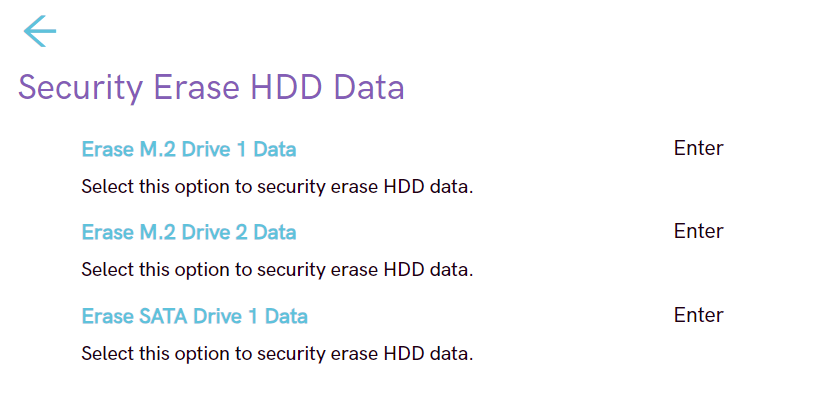 Security Erase HDD Data
Erase M.2 Drive 1 Data Enter
Select this option to security erase HDD data.
Erase M.2 Drive 2 Data Enter
Select this option to security erase HDD data.
Erase SATA Drive 1 Data Enter
Select this option to security erase HDD data.